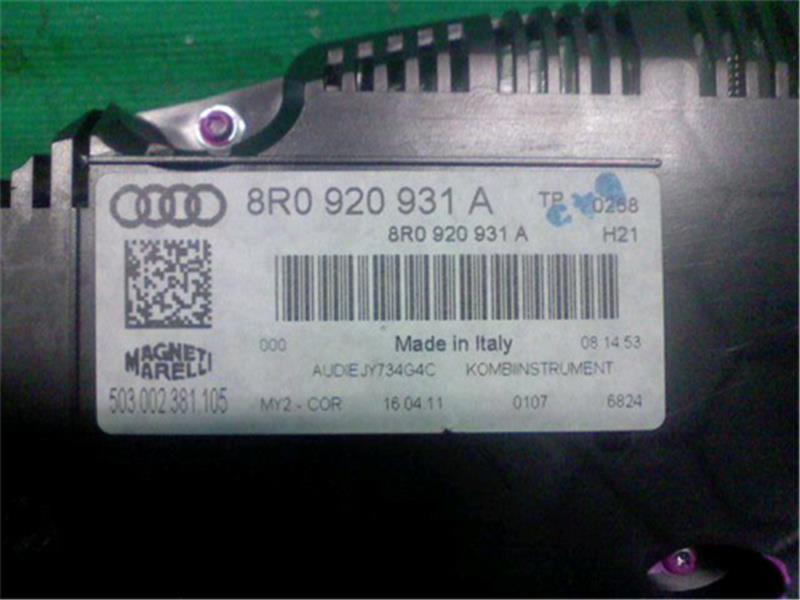 8R0 920 931 A TP 0268
8R0 920 931 A H21
000 Made in Italy 08 14 53
MAGNETI MARELLI
AUDIEJY734G4C KOMBIINSTRUMENT
503.002.381.105
MY2 - COR 16.04.11 0107 6824